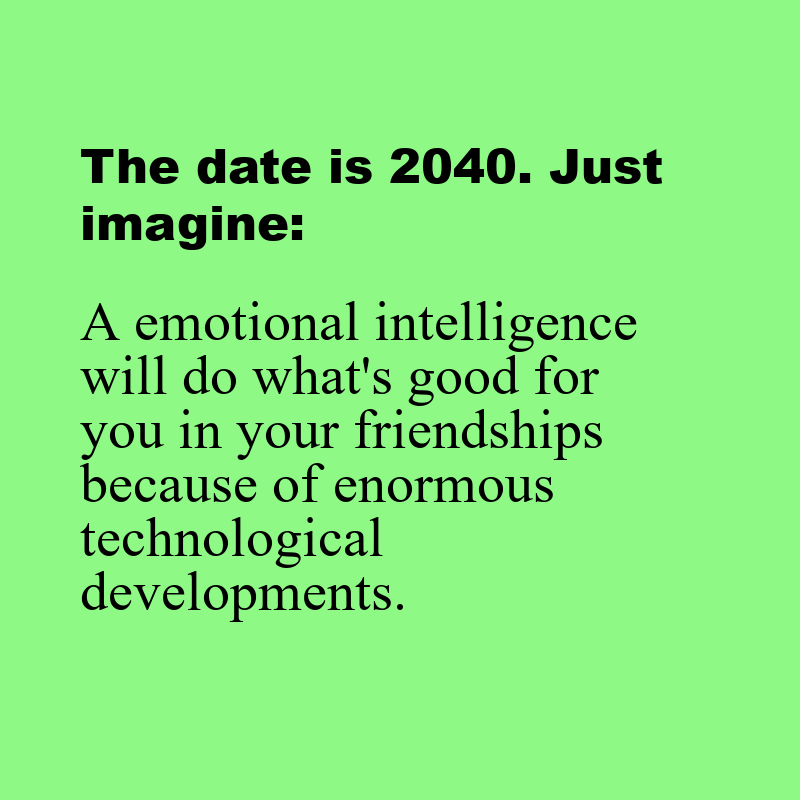 The date is 2040. Just
imagine:
A emotional intelligence
will do what's good for
you in your friendships
because of enormous
technological
developments.